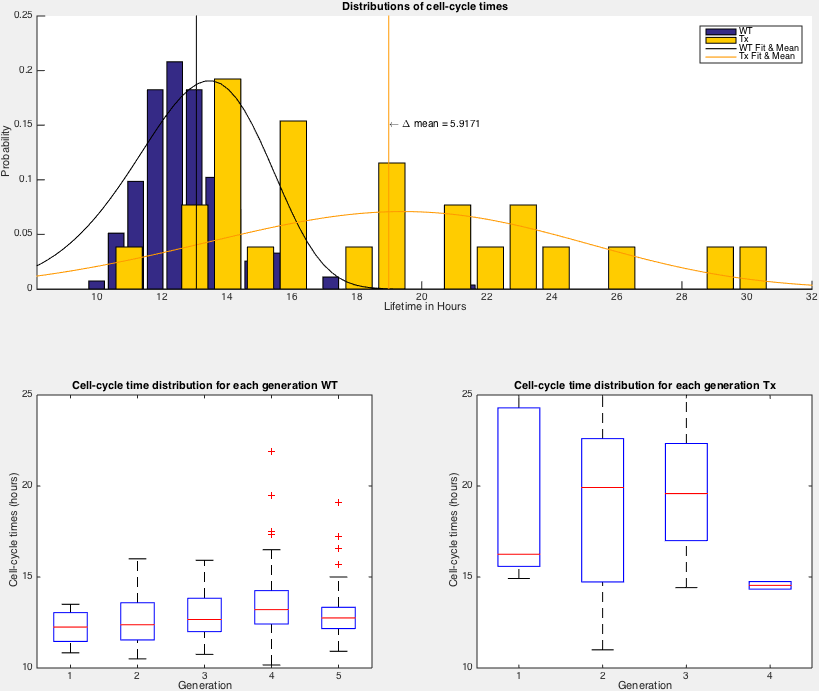 Distributions of cell-cycle times
0.25
0.2
0.15
0.1
0.05
0
Probability
WT
Tx
WT Fit & Mean
Tx Fit & Mean
← Δ mean = 5.9171
10 12 14 16 18 20 22 24 26 28 30 32
Lifetime in Hours
Cell-cycle time distribution for each generation WT
25
20
15
10
Cell-cycle times (hours)
1 2 3 4 5
Generation
Cell-cycle time distribution for each generation Tx
25
20
15
10
Cell-cycle times (hours)
1 2 3 4
Generation